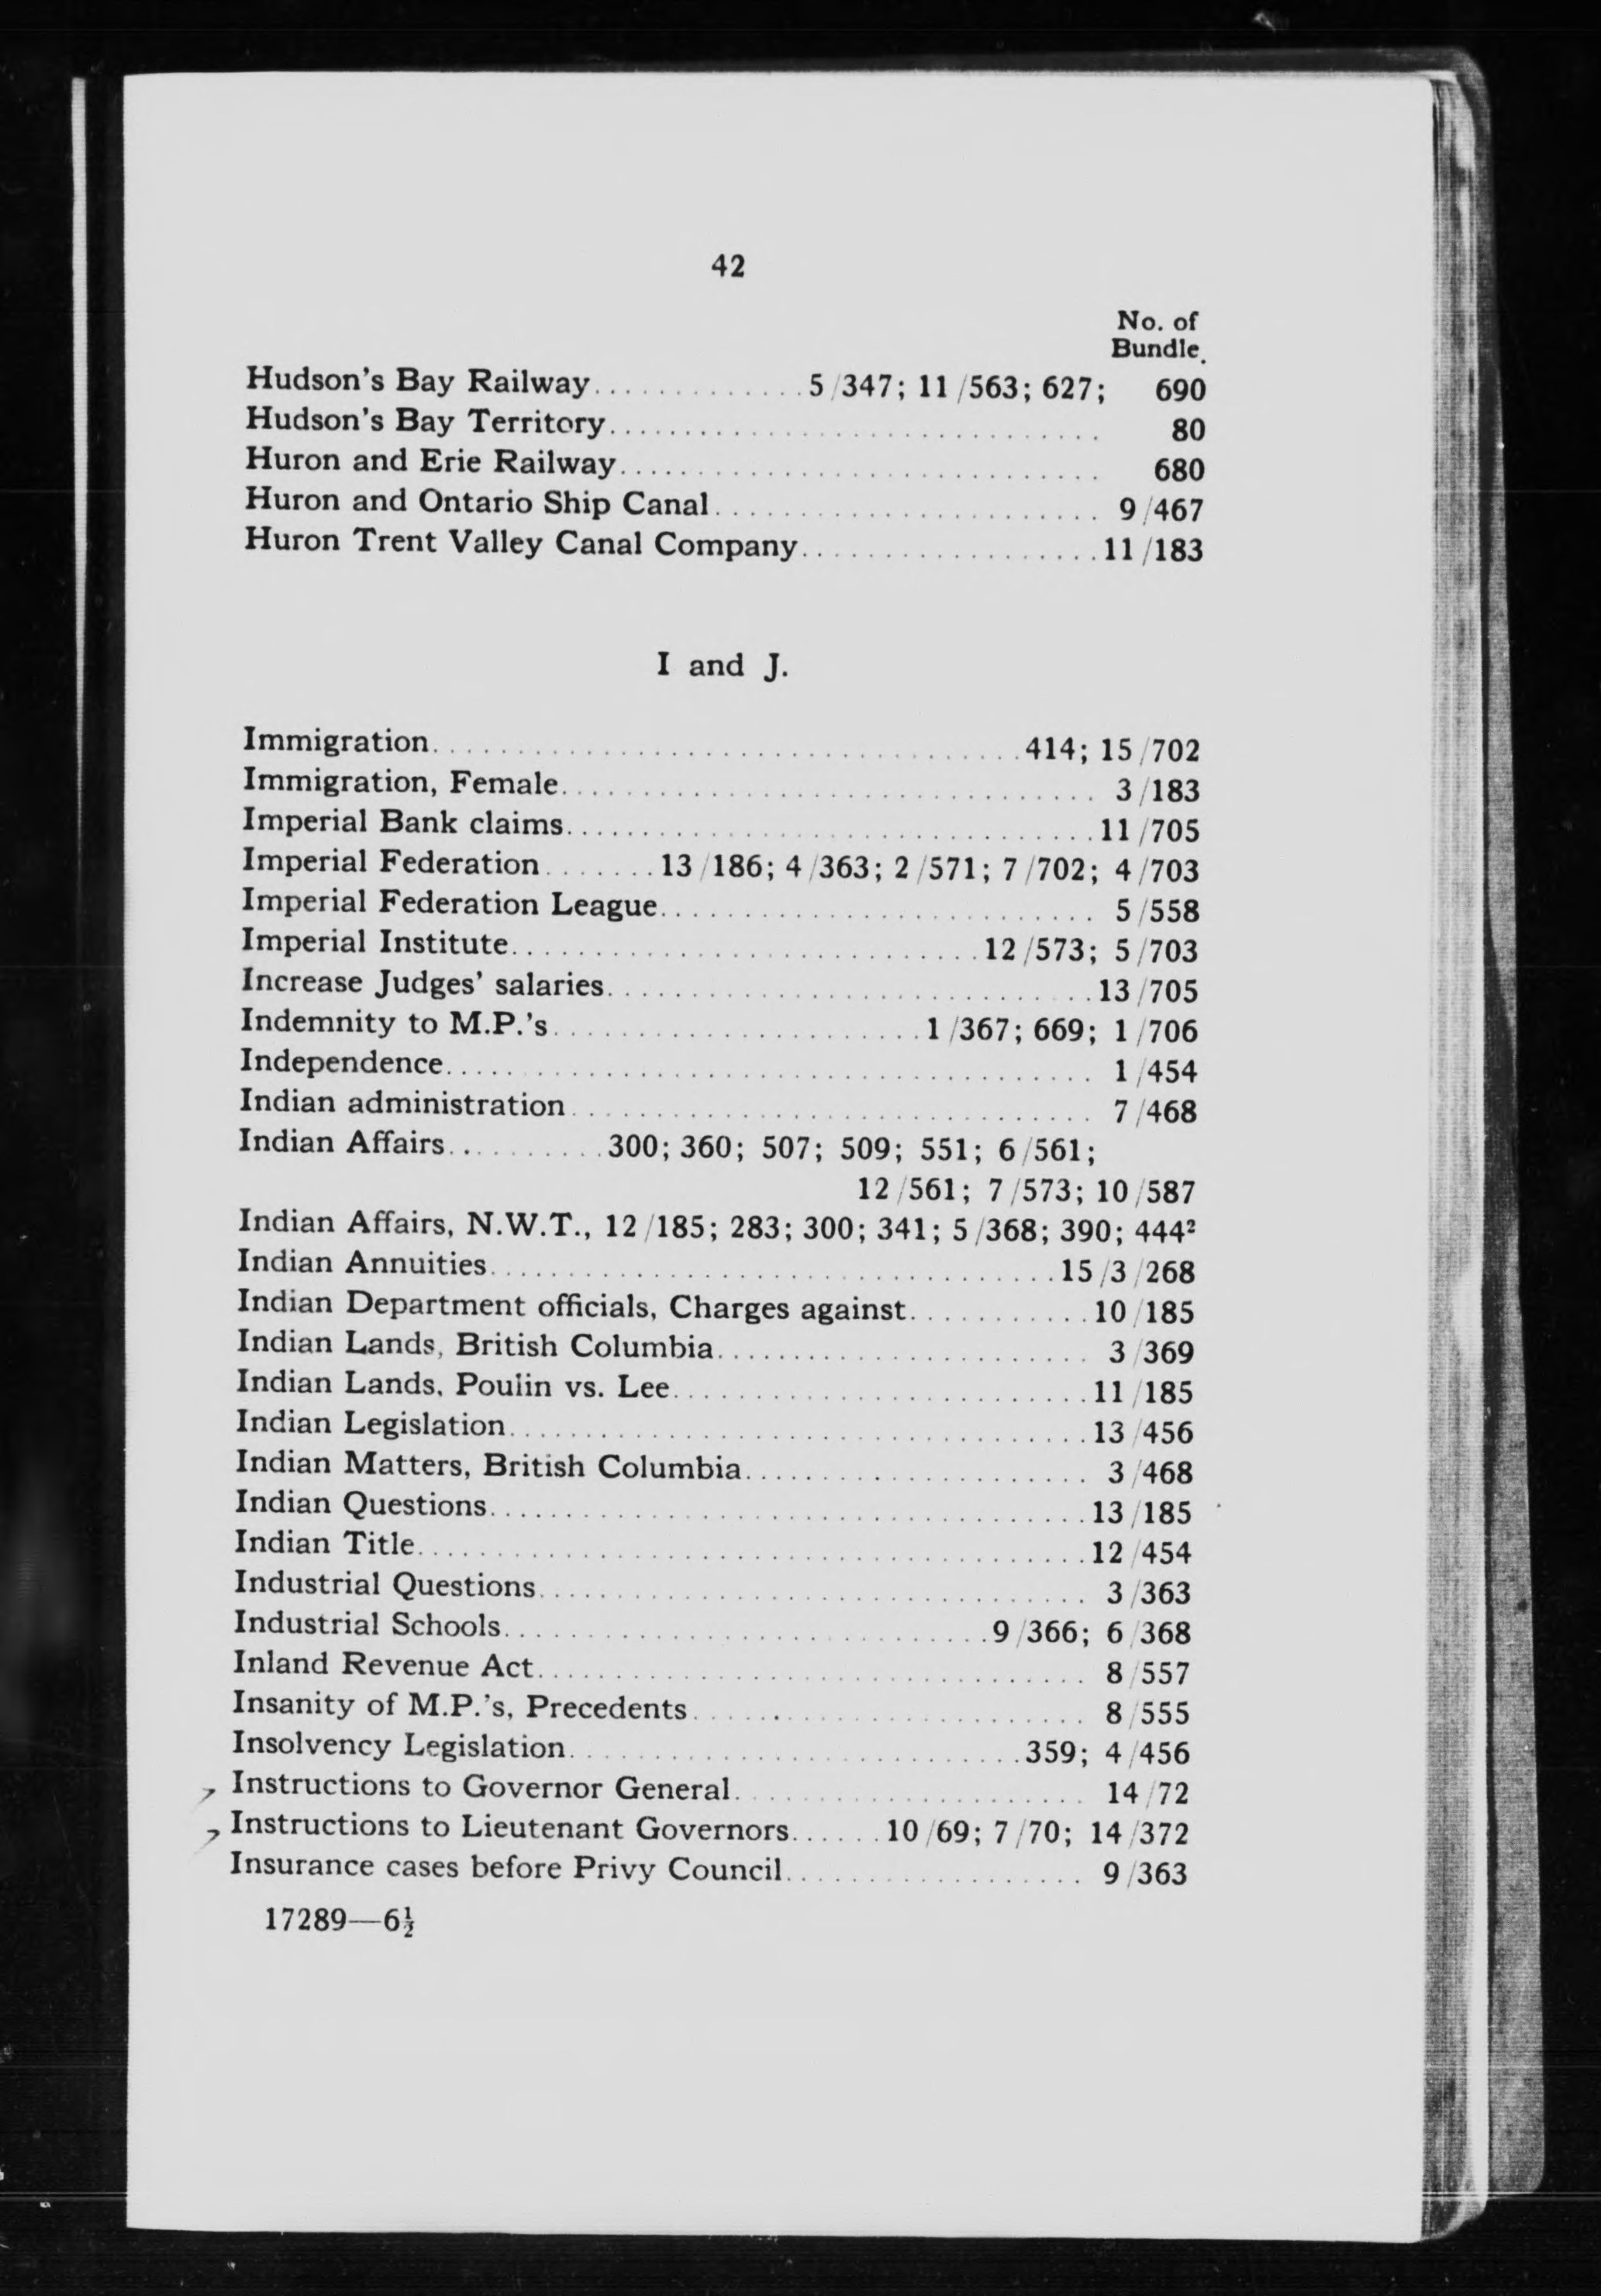 42
No. of
Bundle.
Hudson's Bay Railway.............5/347; 11/563; 627; 690
Hudson's Bay Territory................................ 80
Huron and Erie Railway................................ 680
Huron and Ontario Ship Canal......................... 9/467
Huron Trent Valley Canal Company...................11/183
I and J.
Immigration......................................414; 15/702
Immigration, Female................................... 3/183
Imperial Bank claims..................................11/705
Imperial Federation.......13/186; 4/363; 2/571; 7/702; 4/703
Imperial Federation League............................ 5/558
Imperial Institute..............................12/573; 5/703
Increase Judges' salaries................................13/705
Indemnity to M.P.'s........................1/367; 669; 1/706
Independence.......................................... 1/454
Indian administration.................................. 7/468
Indian Affairs..........300; 360; 507; 509; 551; 6/561;
12/561; 7/573; 10/587
Indian Affairs, N.W.T., 12/185; 283; 300; 341; 5/368; 390; 444²
Indian Annuities.....................................15/3/268
Indian Department officials, Charges against............10/185
Indian Lands, British Columbia........................ 3/369
Indian Lands, Poulin vs. Lee...........................11/185
Indian Legislation.....................................13/456
Indian Matters, British Columbia...................... 3/468
Indian Questions.......................................13/185
Indian Title...........................................12/454
Industrial Questions.................................... 3/363
Industrial Schools...............................9/366; 6/368
Inland Revenue Act.................................... 8/557
Insanity of M.P.'s, Precedents.......................... 8/555
Insolvency Legislation.............................359; 4/456
Instructions to Governor General....................... 14/72
Instructions to Lieutenant Governors......10/69; 7/70; 14/372
Insurance cases before Privy Council................... 9/363
17289—6½